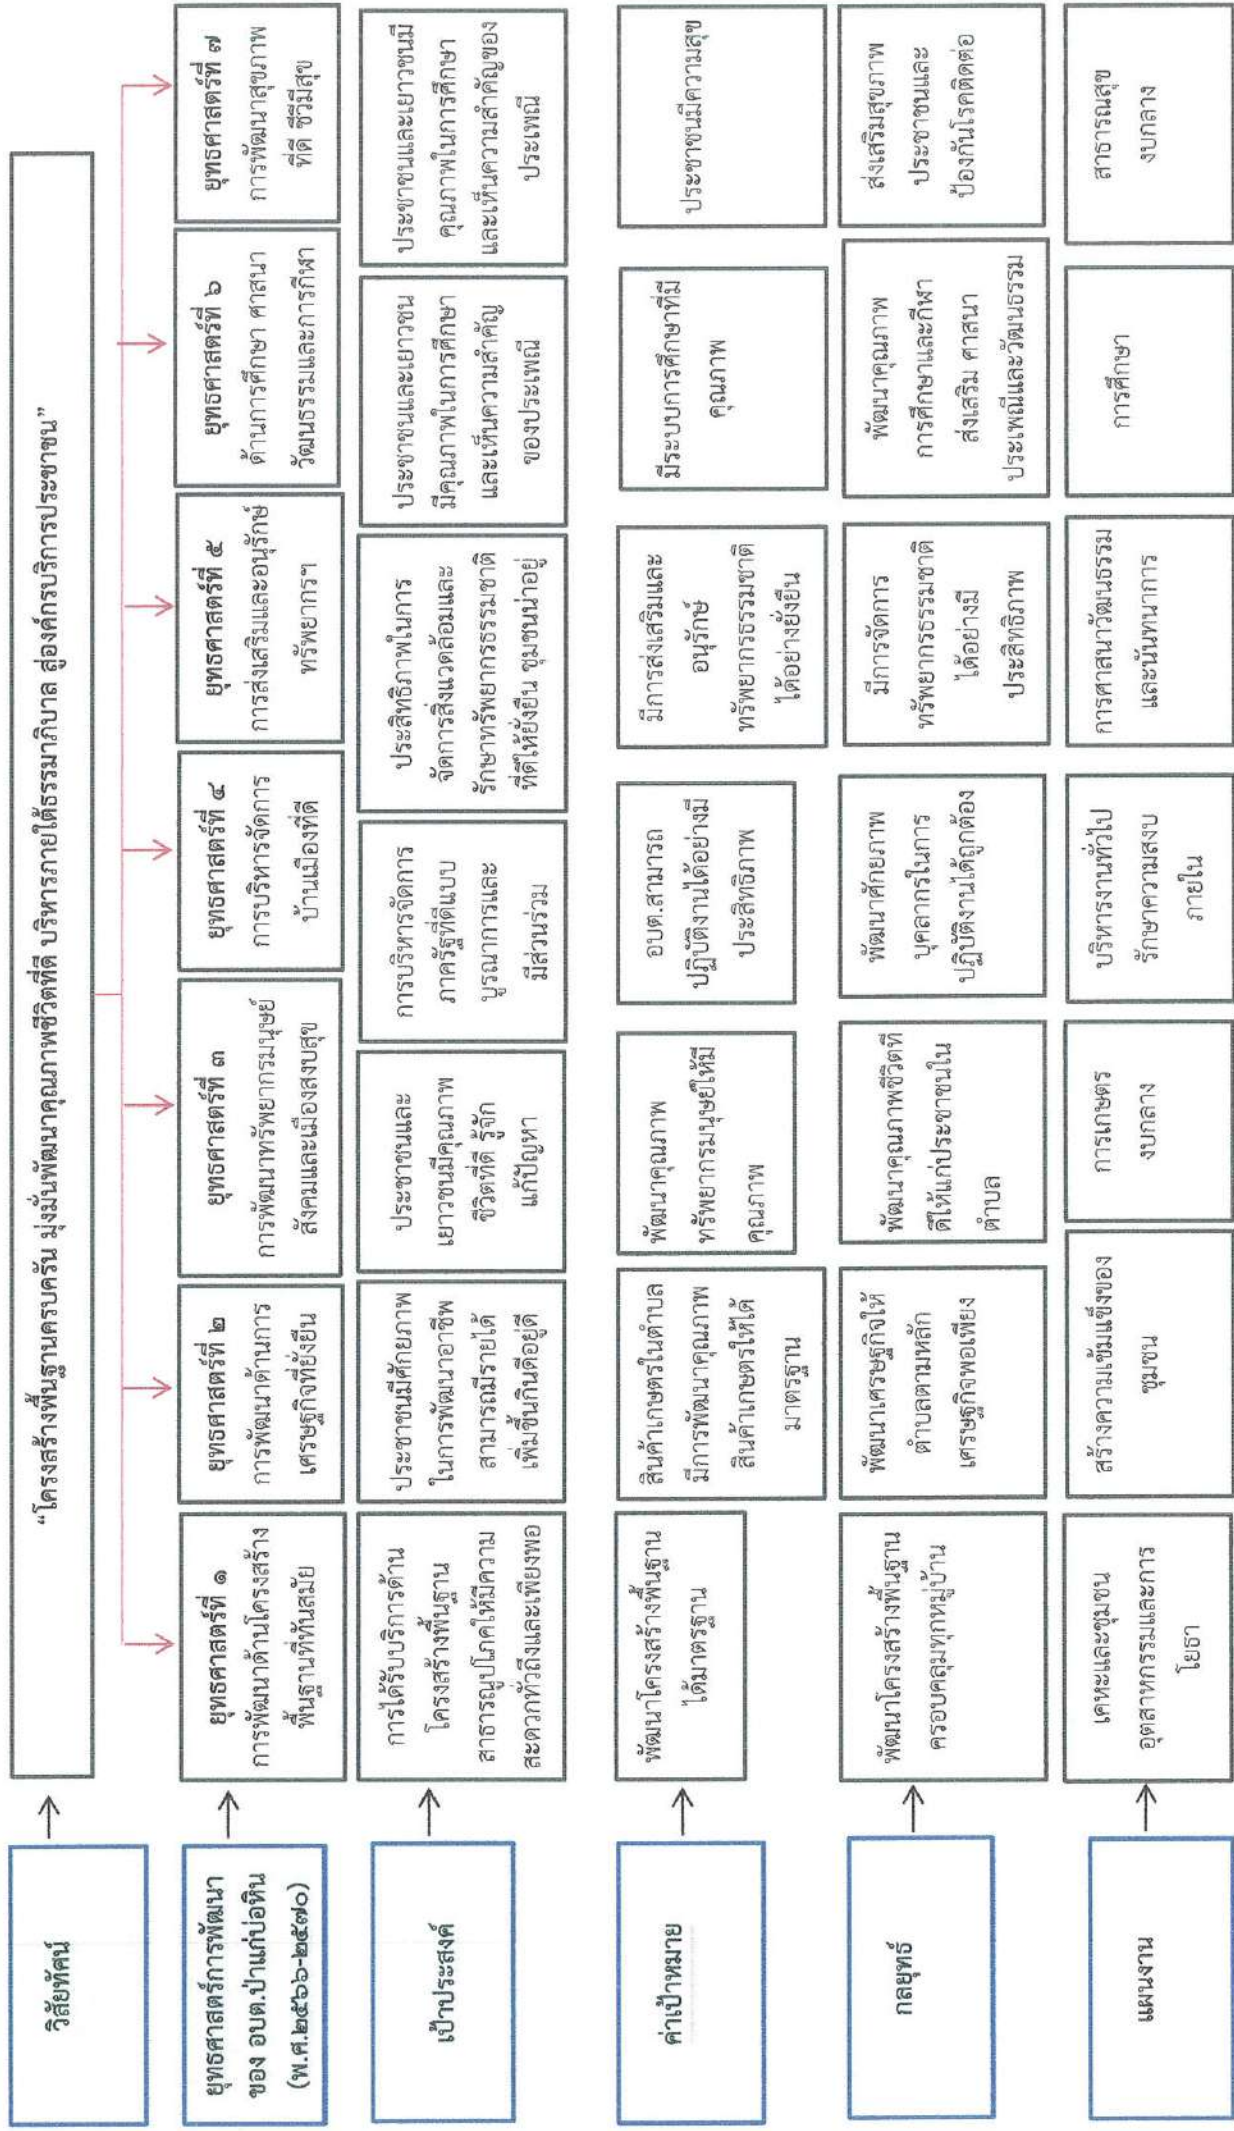 วิสัยทัศน์
“โครงสร้างพื้นฐานครบครัน มุ่งมั่นพัฒนาคุณภาพชีวิตที่ดี บริหารภายใต้ธรรมาภิบาล สู่องค์กรบริการประชาชน”
ยุทธศาสตร์การพัฒนา
ของ อบต.ป่าแก่บ่อหิน
(พ.ศ.๒๕๖๖-๒๕๗๐)
ยุทธศาสตร์ที่ ๑
การพัฒนาด้านโครงสร้าง
พื้นฐานที่ทันสมัย
ยุทธศาสตร์ที่ ๒
การพัฒนาด้านการ
เศรษฐกิจที่ยั่งยืน
ยุทธศาสตร์ที่ ๓
การพัฒนาทรัพยากรมนุษย์
สังคมและเมืองสงบสุข
ยุทธศาสตร์ที่ ๔
การบริหารจัดการ
บ้านเมืองที่ดี
ยุทธศาสตร์ที่ ๕
การส่งเสริมและอนุรักษ์
ทรัพยากรฯ
ยุทธศาสตร์ที่ ๖
ด้านการศึกษา ศาสนา
วัฒนธรรมและการกีฬา
ยุทธศาสตร์ที่ ๗
การพัฒนาสุขภาพ
ที่ดี ชีวีมีสุข
เป้าประสงค์
การได้รับบริการด้าน
โครงสร้างพื้นฐาน
สาธารณูปโภคให้มีความ
สะดวกทั่วถึงและเพียงพอ
ประชาชนมีศักยภาพ
ในการพัฒนาอาชีพ
สามารถมีรายได้
เพิ่มขึ้นกินดีอยู่ดี
ประชาชนและ
เยาวชนมีคุณภาพ
ชีวิตที่ดี รู้จัก
แก้ปัญหา
การบริหารจัดการ
ภาครัฐที่ดีแบบ
บูรณาการและ
มีส่วนร่วม
ประสิทธิภาพในการ
จัดการสิ่งแวดล้อมและ
รักษาทรัพยากรธรรมชาติ
ที่ดีให้ยั่งยืน ชุมชนน่าอยู่
ประชาชนและเยาวชน
มีคุณภาพในการศึกษา
และเห็นความสำคัญ
ของประเพณี
ประชาชนและเยาวชนมี
คุณภาพในการศึกษา
และเห็นความสำคัญของ
ประเพณี
ค่าเป้าหมาย
พัฒนาโครงสร้างพื้นฐาน
ได้มาตรฐาน
สินค้าเกษตรในตำบล
มีการพัฒนาคุณภาพ
สินค้าเกษตรให้ได้
มาตรฐาน
พัฒนาคุณภาพ
ทรัพยากรมนุษย์ให้มี
คุณภาพ
อบต.สามารถ
ปฏิบัติงานได้อย่างมี
ประสิทธิภาพ
มีการส่งเสริมและ
อนุรักษ์
ทรัพยากรธรรมชาติ
ได้อย่างยั่งยืน
มีระบบการศึกษาที่มี
คุณภาพ
ประชาชนมีความสุข
กลยุทธ์
พัฒนาโครงสร้างพื้นฐาน
ครอบคลุมทุกหมู่บ้าน
พัฒนาเศรษฐกิจให้
ตำบลตามหลัก
เศรษฐกิจพอเพียง
พัฒนาคุณภาพชีวิตที่
ดีให้แก่ประชาชนใน
ตำบล
พัฒนาศักยภาพ
บุคลากรในการ
ปฏิบัติงานได้ถูกต้อง
มีการจัดการ
ทรัพยากรธรรมชาติ
ได้อย่างมี
ประสิทธิภาพ
พัฒนาคุณภาพ
การศึกษาและกีฬา
ส่งเสริม ศาสนา
ประเพณีและวัฒนธรรม
ส่งเสริมสุขภาพ
ประชาชนและ
ป้องกันโรคติดต่อ
แผนงาน
เคหะและชุมชน
อุตสาหกรรมและการ
โยธา
สร้างความเข้มแข็งของ
ชุมชน
การเกษตร
งบกลาง
บริหารงานทั่วไป
รักษาความสงบ
ภายใน
การศาสนาวัฒนธรรม
และนันทนาการ
การศึกษา
สาธารณสุข
งบกลาง